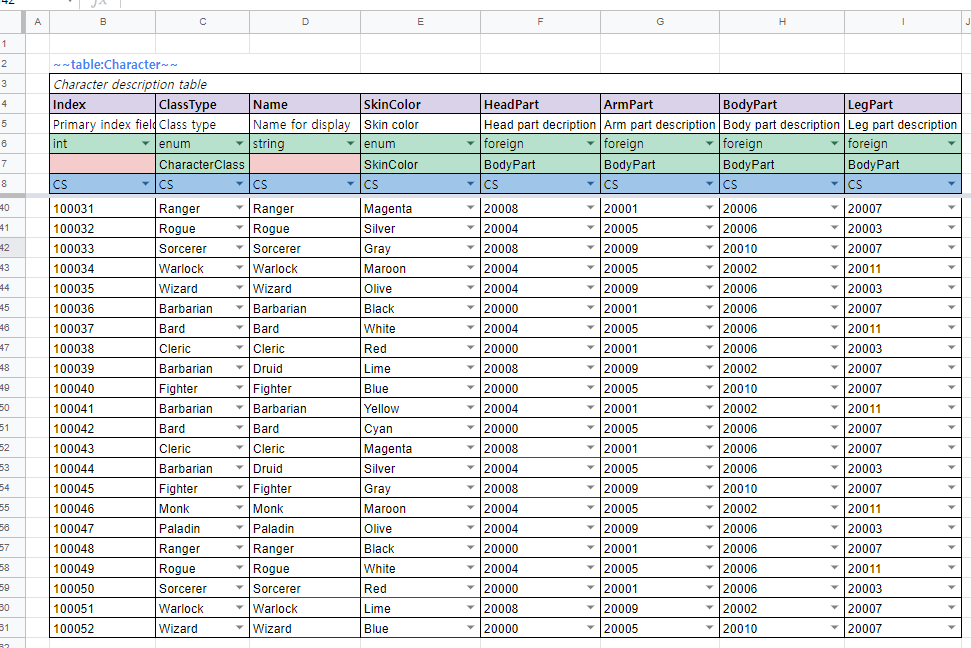 42 fx
A B C D E F G H I J
1
2 ~~table:Character~~
3 Character description table
4 Index ClassType Name SkinColor HeadPart ArmPart BodyPart LegPart
5 Primary index field Class type Name for display Skin color Head part decription Arm part description Body part description Leg part description
6 int enum string enum foreign foreign foreign foreign
7 CharacterClass SkinColor BodyPart BodyPart BodyPart BodyPart
8 CS CS CS CS CS CS CS CS
40 100031 Ranger Ranger Magenta 20008 20001 20006 20007
41 100032 Rogue Rogue Silver 20004 20005 20006 20003
42 100033 Sorcerer Sorcerer Gray 20008 20009 20010 20007
43 100034 Warlock Warlock Maroon 20004 20005 20002 20011
44 100035 Wizard Wizard Olive 20004 20009 20006 20003
45 100036 Barbarian Barbarian Black 20000 20001 20006 20007
46 100037 Bard Bard White 20004 20005 20006 20011
47 100038 Cleric Cleric Red 20000 20001 20006 20003
48 100039 Barbarian Druid Lime 20008 20009 20002 20007
49 100040 Fighter Fighter Blue 20000 20005 20010 20007
50 100041 Barbarian Barbarian Yellow 20004 20001 20002 20011
51 100042 Bard Bard Cyan 20000 20005 20006 20007
52 100043 Cleric Cleric Magenta 20008 20001 20006 20007
53 100044 Barbarian Druid Silver 20004 20005 20006 20003
54 100045 Fighter Fighter Gray 20008 20009 20010 20007
55 100046 Monk Monk Maroon 20004 20005 20002 20011
56 100047 Paladin Paladin Olive 20004 20009 20006 20003
57 100048 Ranger Ranger Black 20000 20001 20006 20007
58 100049 Rogue Rogue White 20004 20005 20006 20011
59 100050 Sorcerer Sorcerer Red 20000 20001 20006 20003
60 100051 Warlock Warlock Lime 20008 20009 20002 20007
61 100052 Wizard Wizard Blue 20000 20005 20010 20007